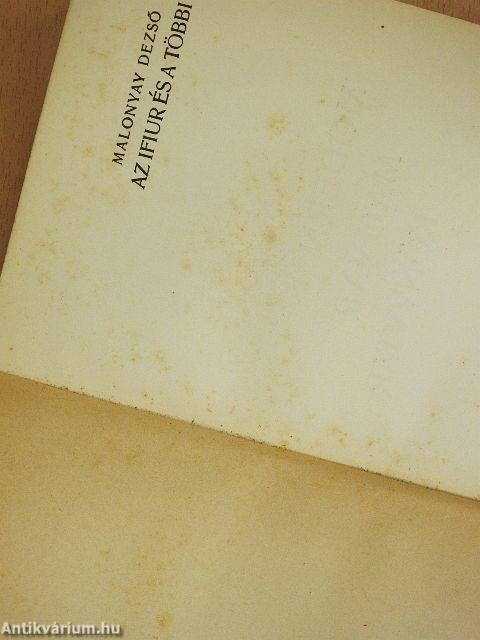 MALONYAY DEZSŐ
AZ IFIUR ÉS A TÖBBI
Antikvárium.hu